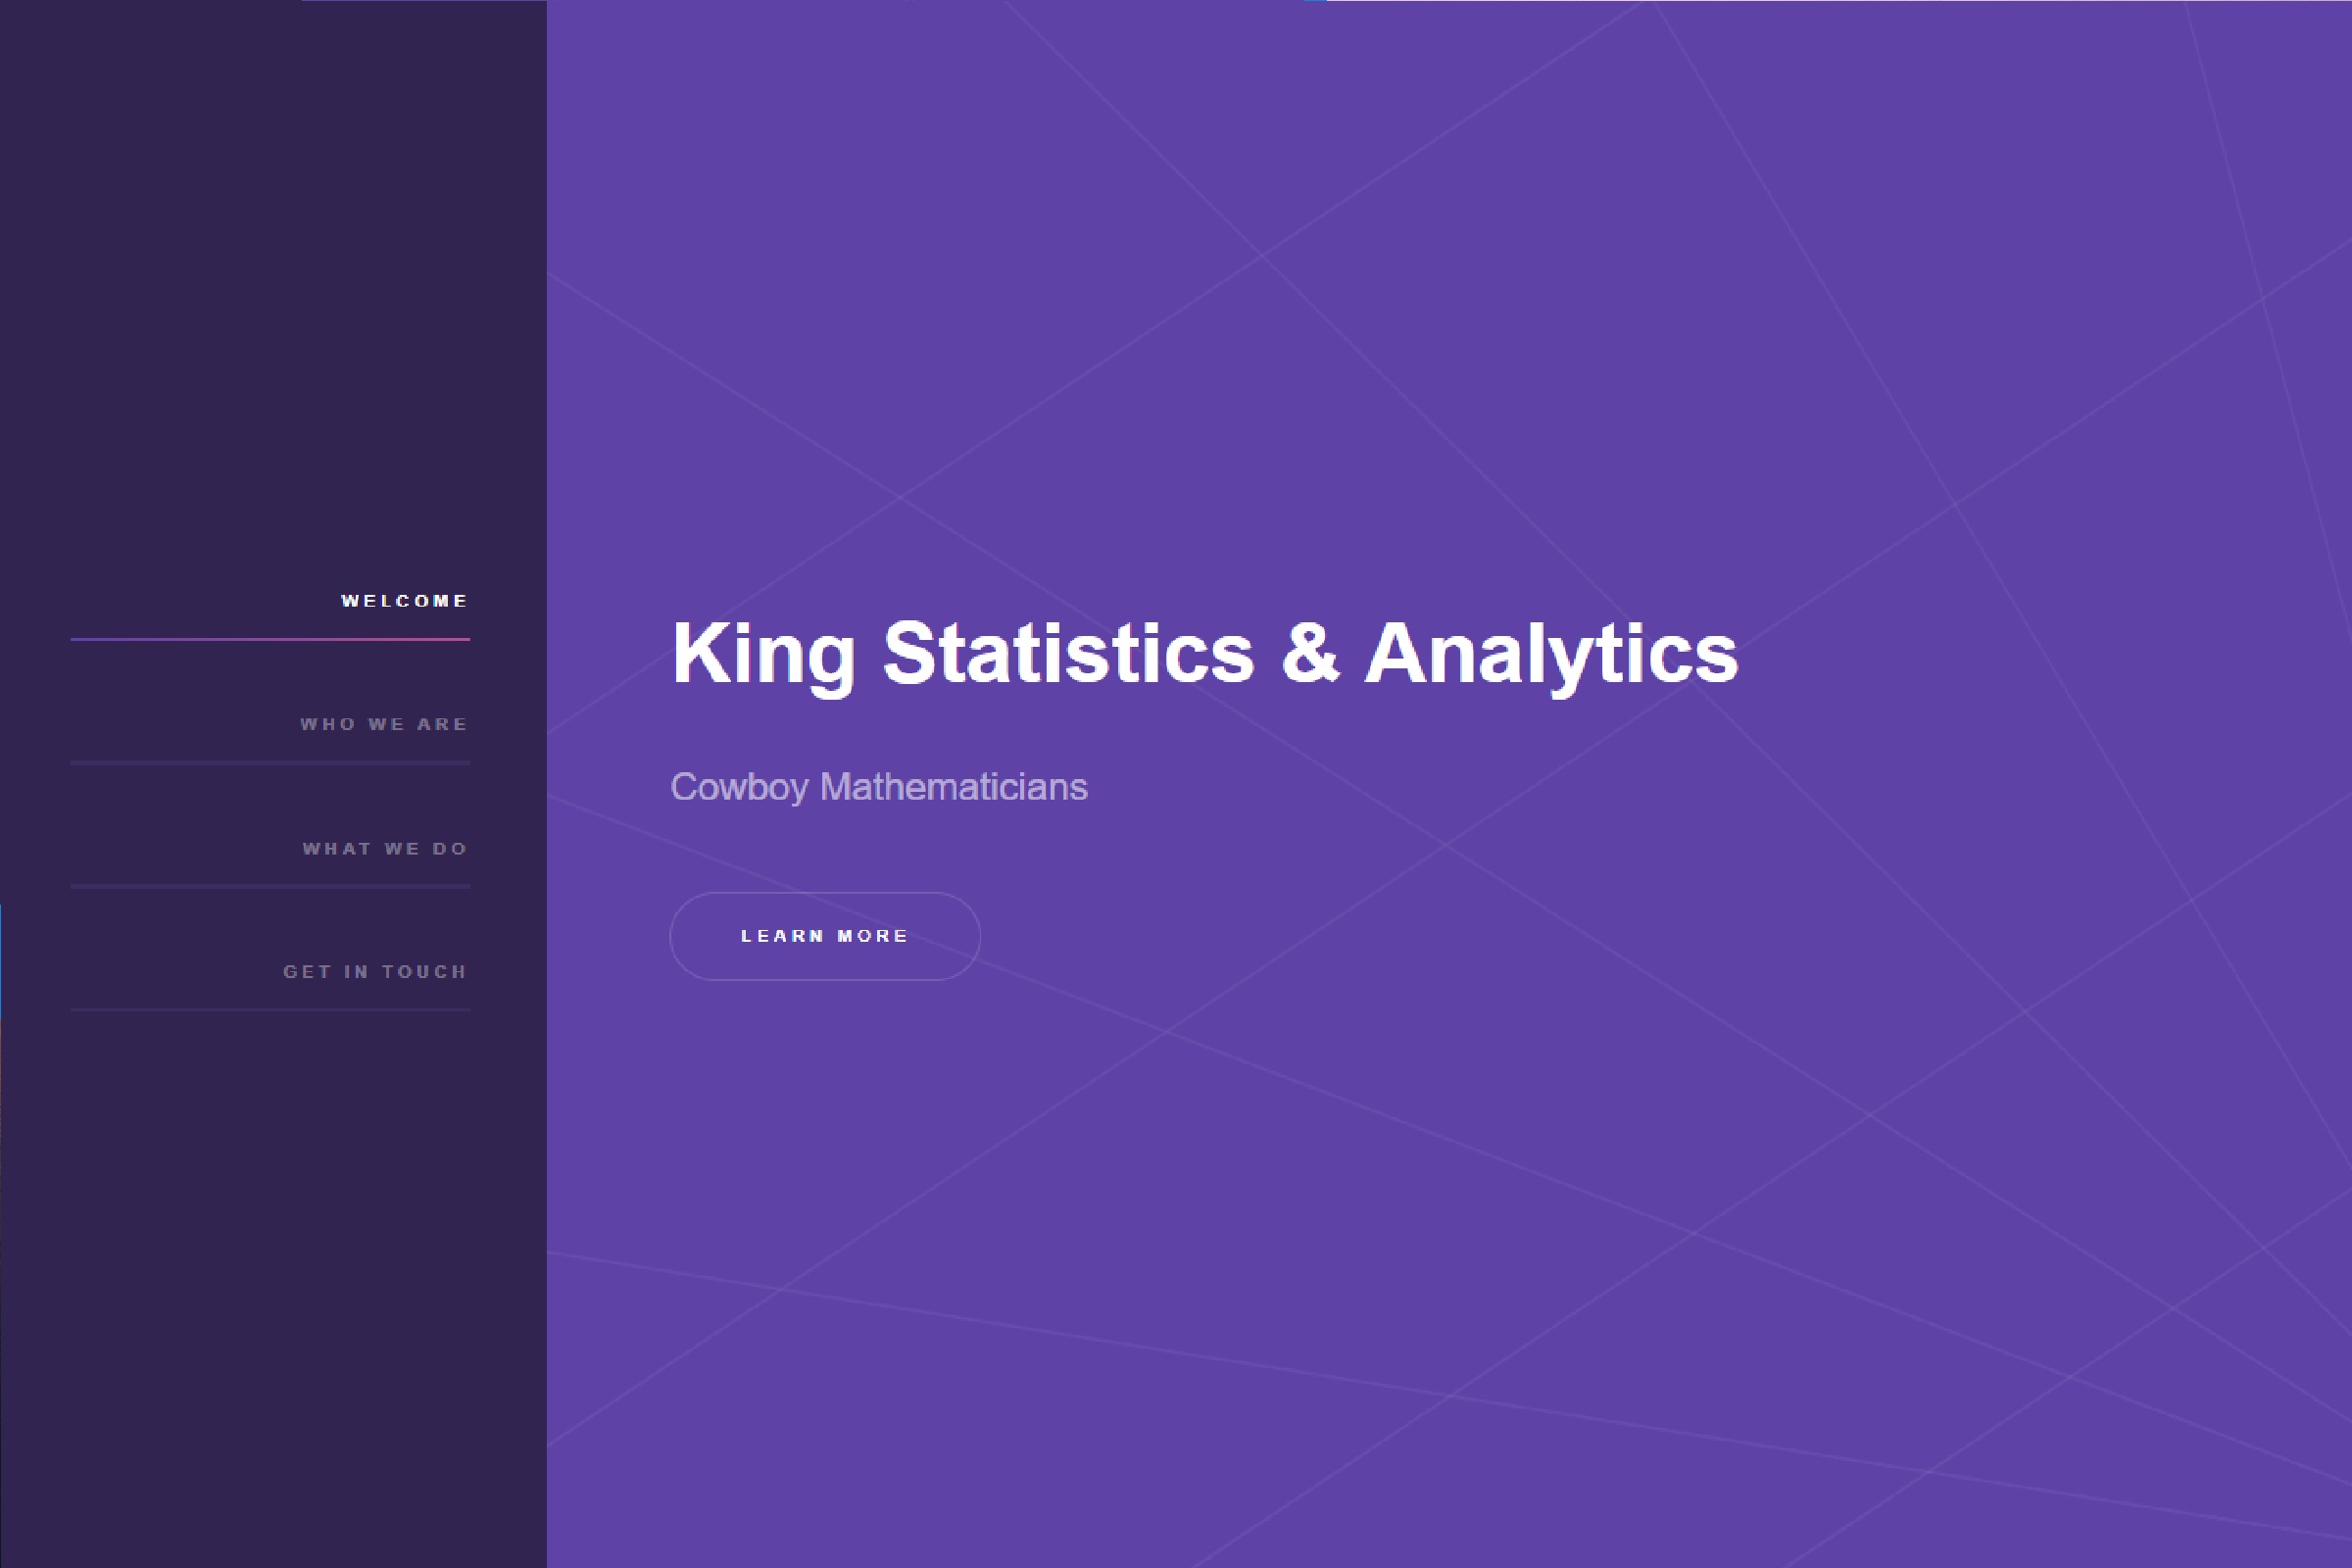 WELCOME
WHO WE ARE
WHAT WE DO
GET IN TOUCH
King Statistics & Analytics
Cowboy Mathematicians
LEARN MORE